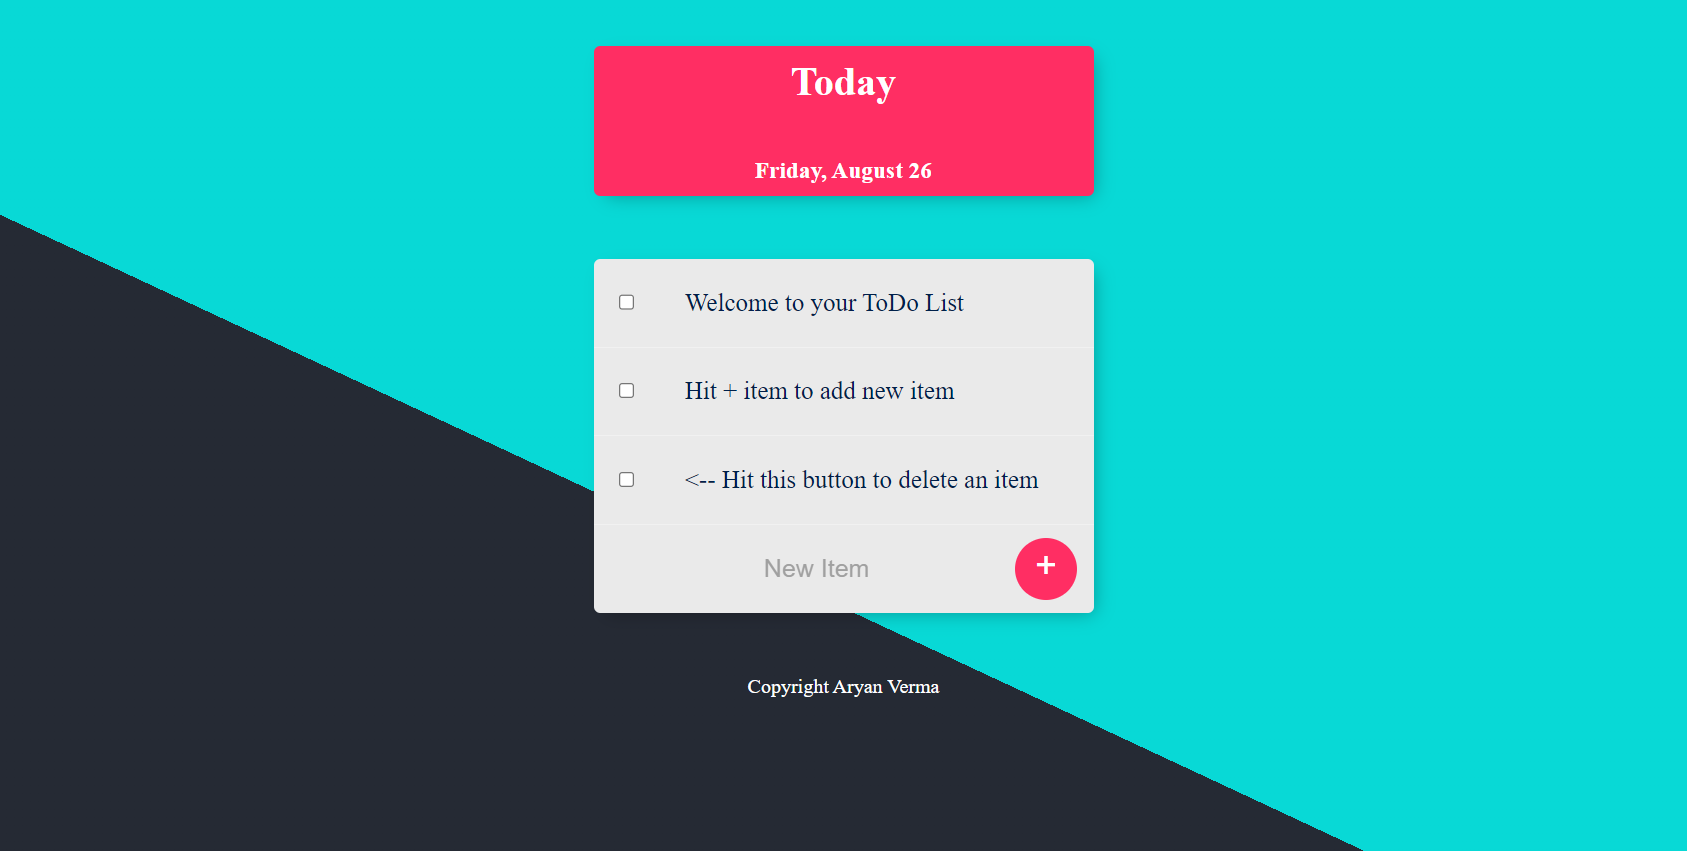 Today
Friday, August 26
Welcome to your ToDo List
Hit + item to add new item
<-- Hit this button to delete an item
New Item
+
Copyright Aryan Verma